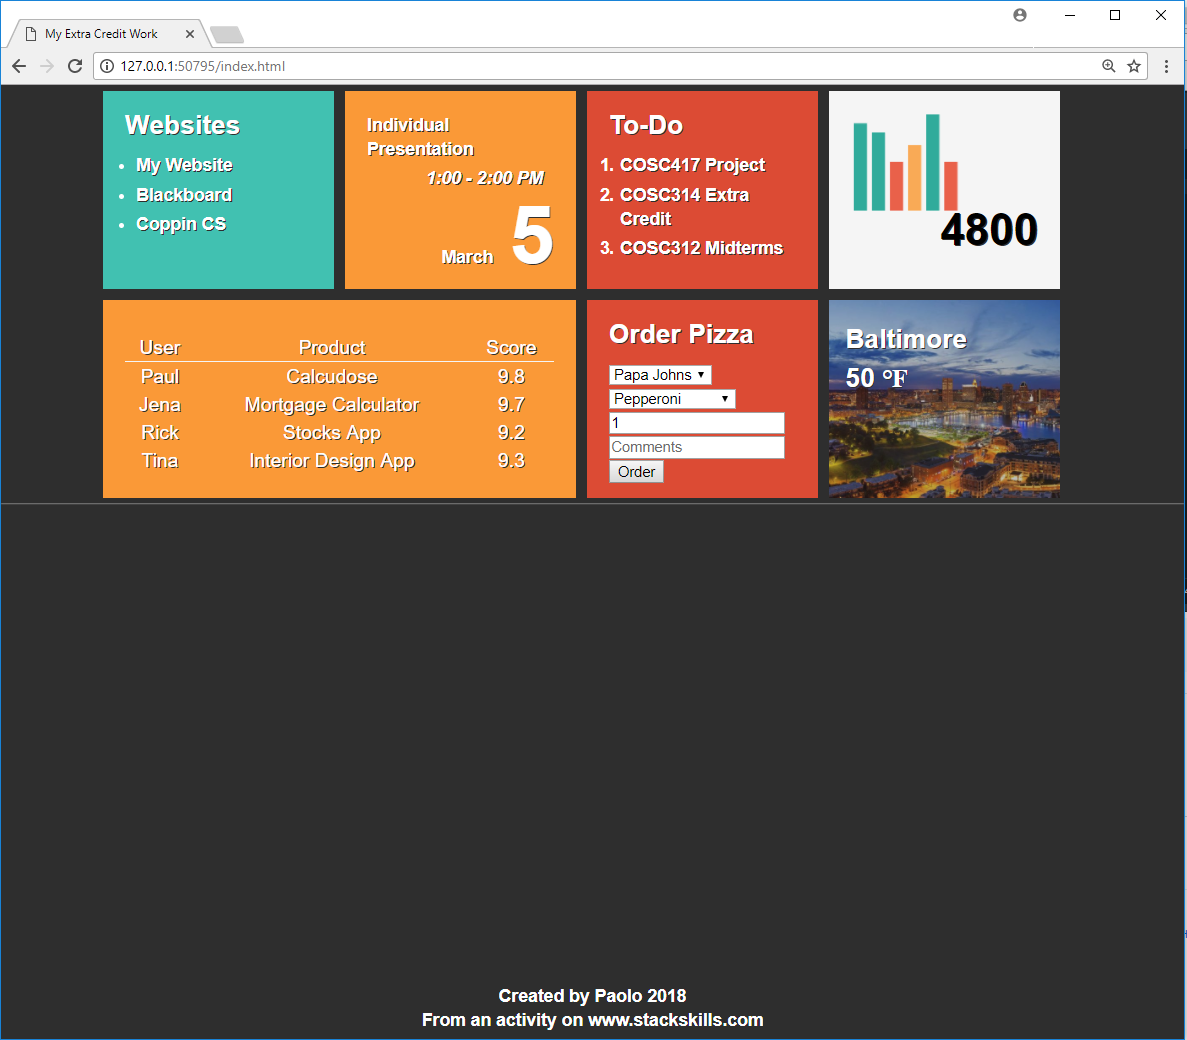 My Extra Credit Work
127.0.0.1:50795/index.html
Websites
My Website
Blackboard
Coppin CS
Individual
Presentation
1:00 - 2:00 PM
March 5
To-Do
1. COSC417 Project
2. COSC314 Extra
Credit
3. COSC312 Midterms
4800
User Product Score
Paul Calcudose 9.8
Jena Mortgage Calculator 9.7
Rick Stocks App 9.2
Tina Interior Design App 9.3
Order Pizza
Papa Johns
Pepperoni
1
Comments
Order
Baltimore
50 °F
Created by Paolo 2018
From an activity on www.stackskills.com